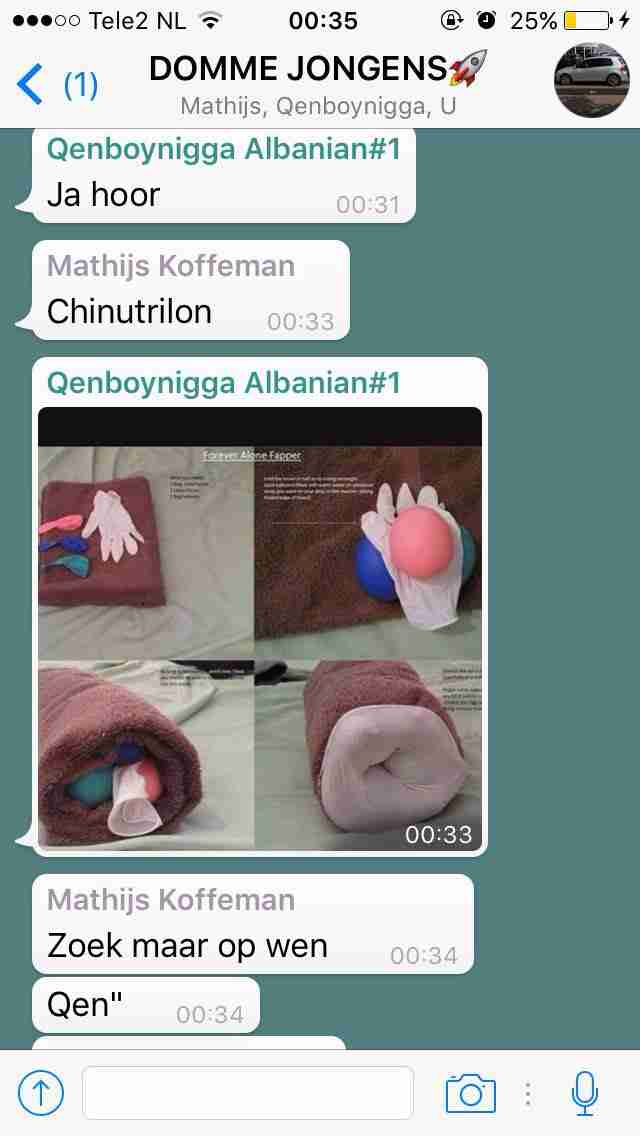 Tele2 NL 00:35 25%
(1) DOMME JONGENS🚀
Mathijs, Qenboynigga, U
Qenboynigga Albanian#1
Ja hoor 00:31
Mathijs Koffeman
Chinutrilon 00:33
Qenboynigga Albanian#1
Forever Alone Fapper
00:33
Mathijs Koffeman
Zoek maar op wen 00:34
Qen" 00:34